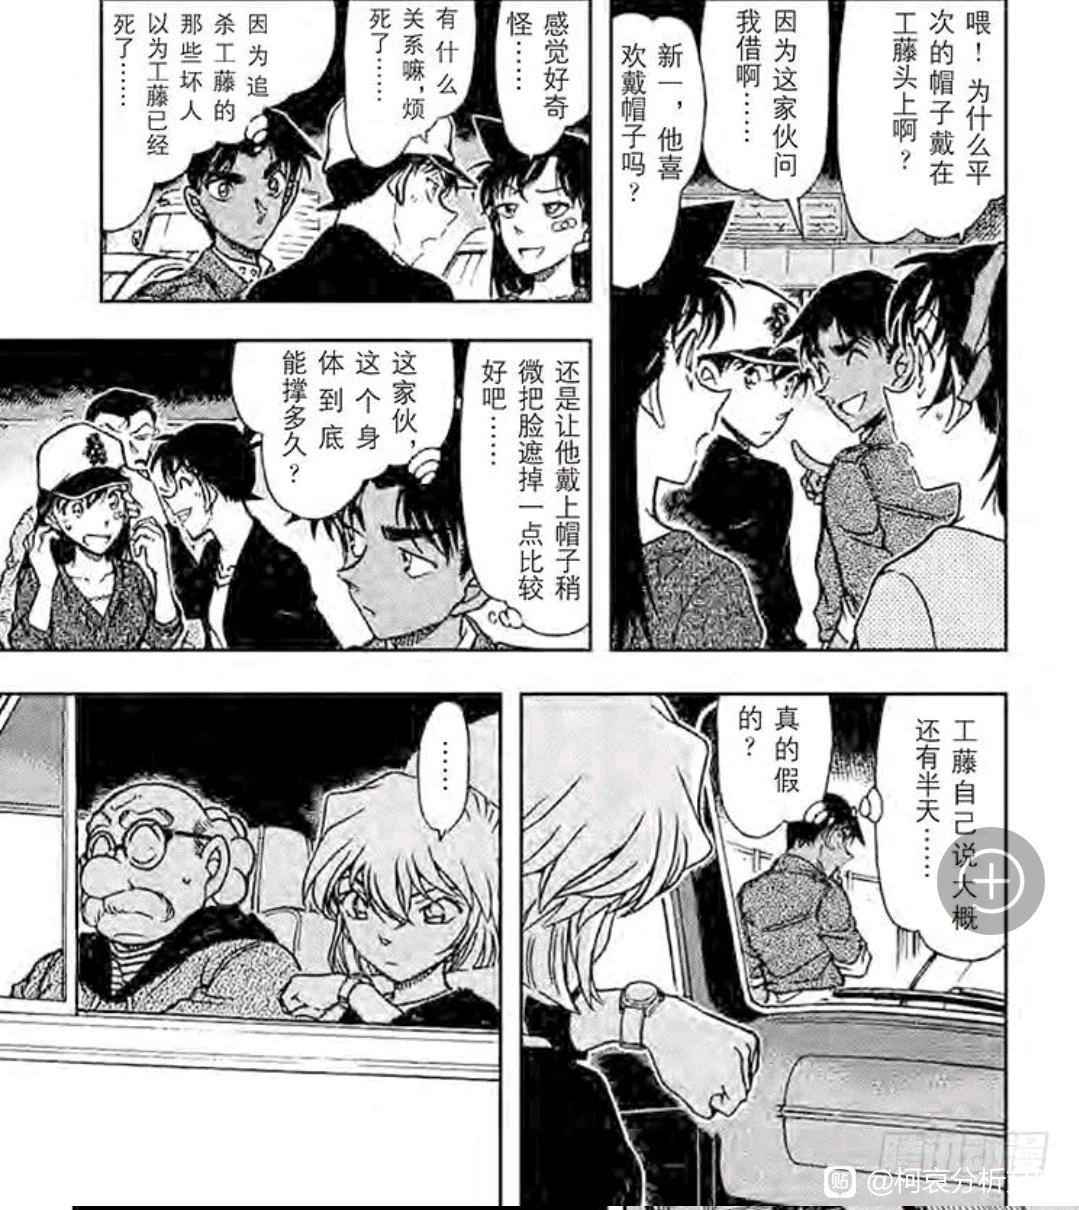 喂！为什么平
次的帽子戴在
工藤头上啊？
因为这家伙问
我借啊……
新一，他喜
欢戴帽子吗？
感觉好奇
怪……
有什么
关系嘛，烦
死了……
因为追
杀工藤的
那些坏人
以为工藤已经
死了……
还是让他戴上帽子稍
微把脸遮掉一点比较
好吧……
这家伙，
这个身
体到底
能撑多久？
工藤自己说大概
还有半天……
真的假
的？
……
贴 @柯哀分析